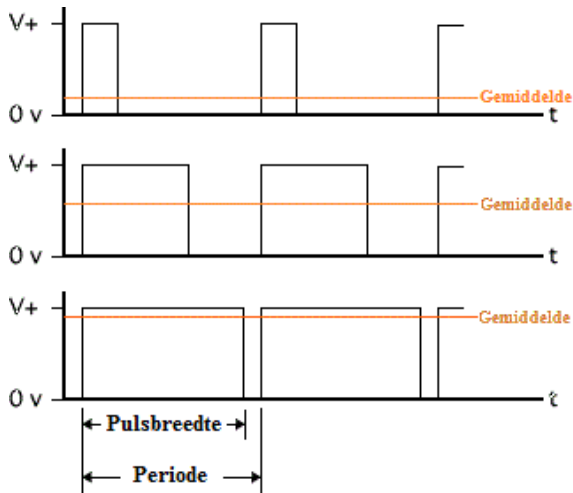 V+
Gemiddelde
0 v
t
V+
Gemiddelde
0 v
t
V+
Gemiddelde
0 v
t
Pulsbreedte
Periode